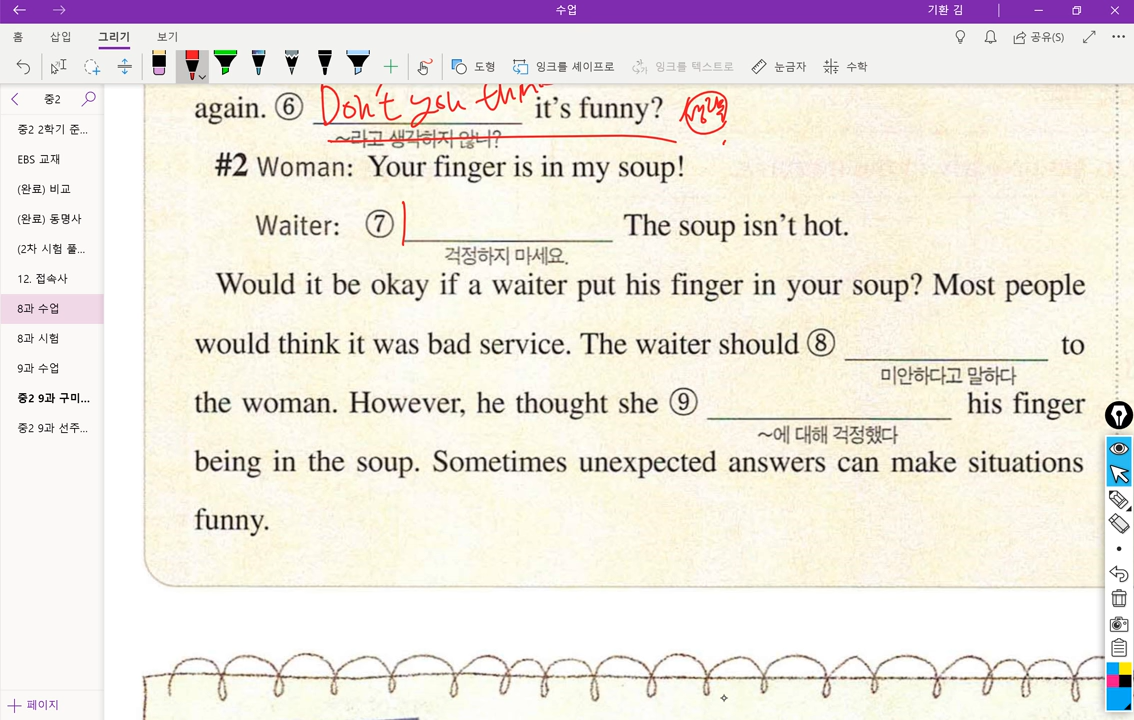 수업
기환 김
홈 삽입 그리기 보기
공유(S)
도형 잉크를 셰이프로 잉크를 텍스트로 눈금자 수학
중2
중2 2학기 준...
EBS 교재
(완료) 비교
(완료) 동명사
(2차 시험 풀...
12. 접속사
8과 수업
8과 시험
9과 수업
중2 9과 구미...
중2 9과 선주...
페이지
again. ⑥ Don't you think it's funny? 생각을
~라고 생각하지 않니?
#2 Woman: Your finger is in my soup!
Waiter: ⑦ The soup isn't hot.
걱정하지 마세요.
Would it be okay if a waiter put his finger in your soup? Most people
would think it was bad service. The waiter should ⑧ to
미안하다고 말하다
the woman. However, he thought she ⑨ his finger
~에 대해 걱정했다
being in the soup. Sometimes unexpected answers can make situations
funny.